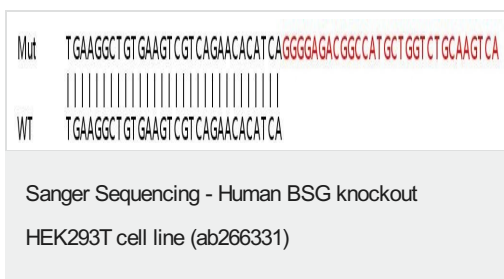 Mut TGAAGGCTGTGAAGTCGTCAGAACACATCAGGGGAGACGGCCATGCTGGTCTGCAAGTCA
WT TGAAGGCTGTGAAGTCGTCAGAACACATCA
Sanger Sequencing - Human BSG knockout
HEK293T cell line (ab266331)